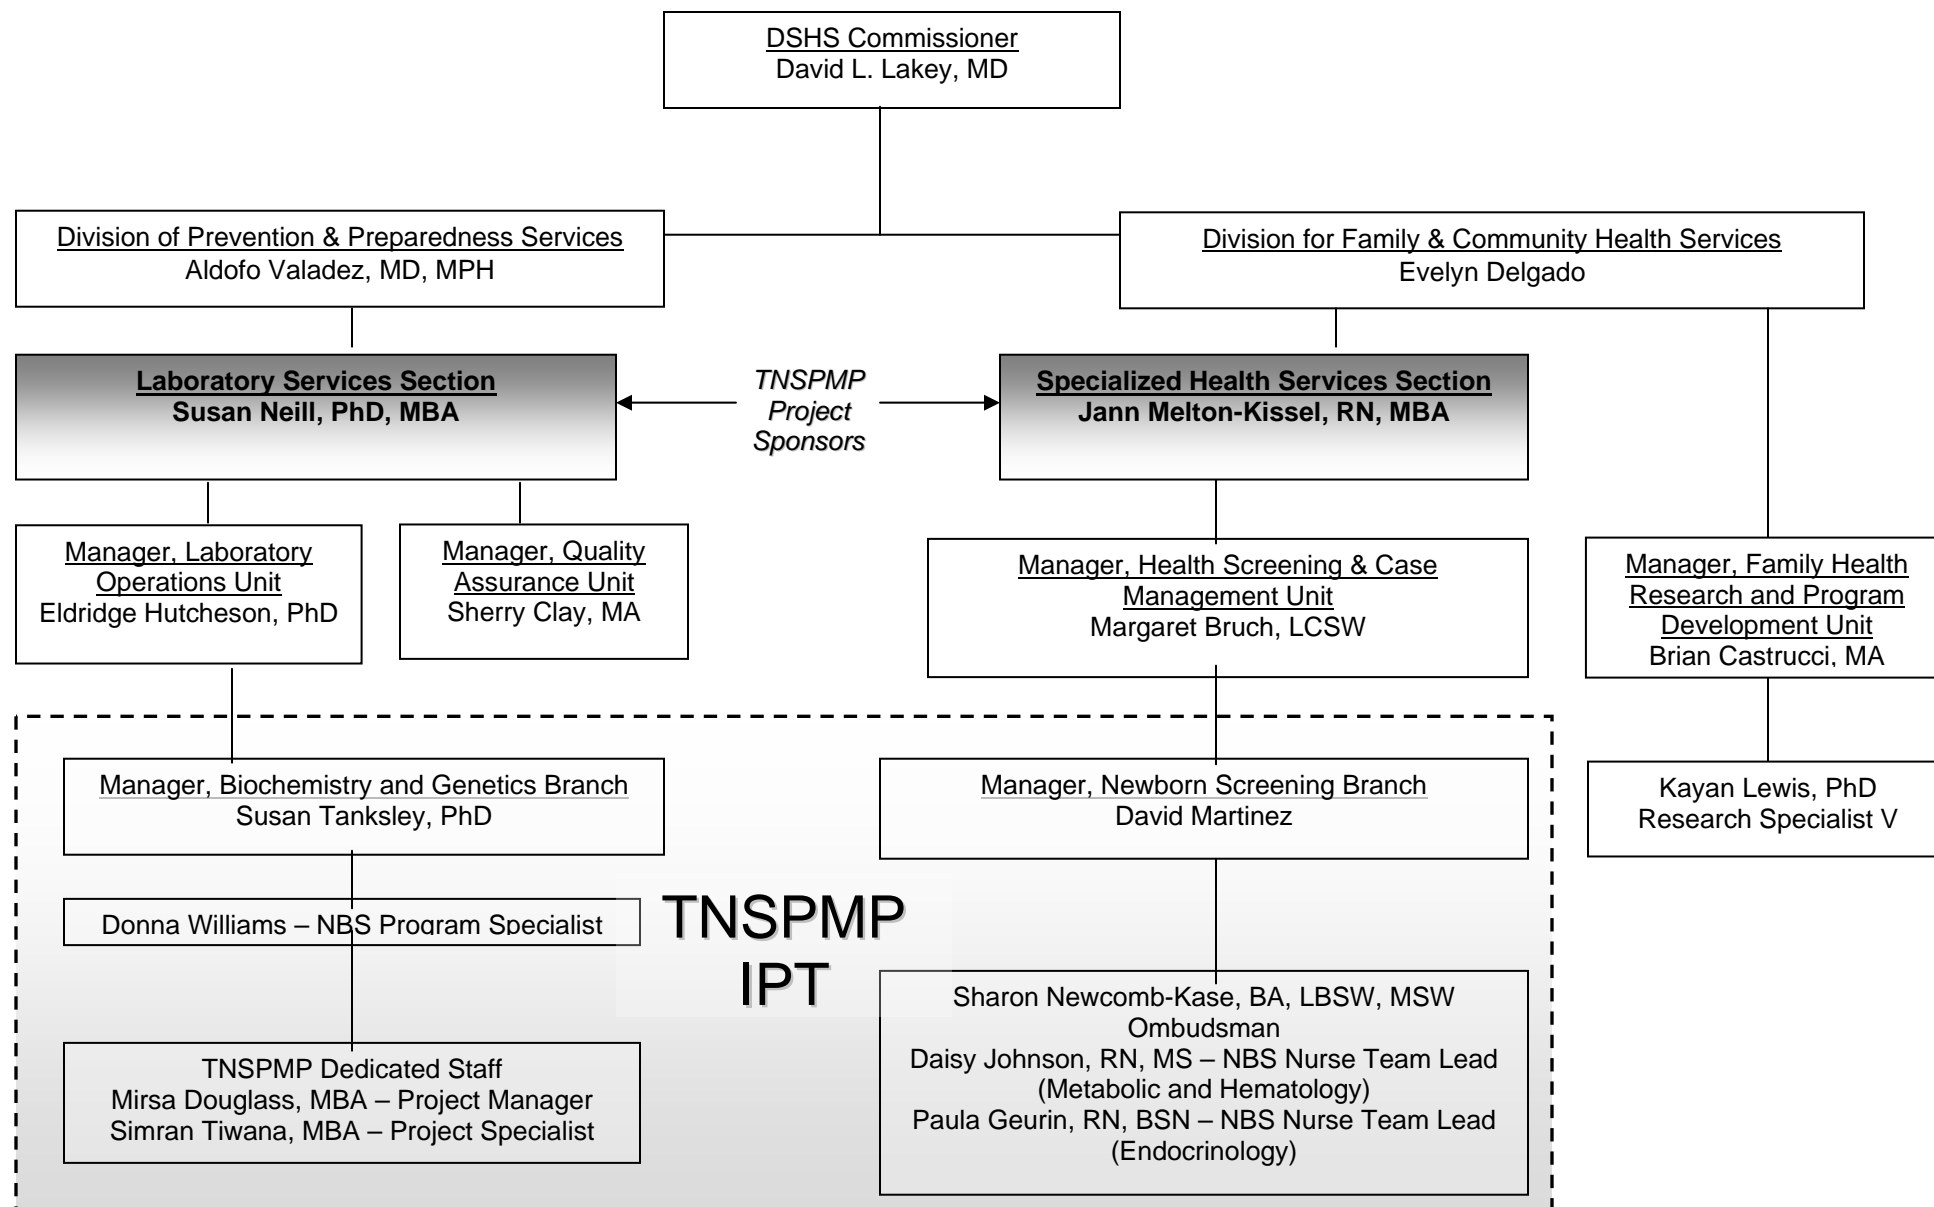 DSHS Commissioner
David L. Lakey, MD
Division of Prevention & Preparedness Services
Aldofo Valadez, MD, MPH
Division for Family & Community Health Services
Evelyn Delgado
Laboratory Services Section
Susan Neill, PhD, MBA
TNSPMP
Project
Sponsors
Specialized Health Services Section
Jann Melton-Kissel, RN, MBA
Manager, Laboratory
Operations Unit
Eldridge Hutcheson, PhD
Manager, Quality
Assurance Unit
Sherry Clay, MA
Manager, Health Screening & Case
Management Unit
Margaret Bruch, LCSW
Manager, Family Health
Research and Program
Development Unit
Brian Castrucci, MA
Manager, Biochemistry and Genetics Branch
Susan Tanksley, PhD
Manager, Newborn Screening Branch
David Martinez
Kayan Lewis, PhD
Research Specialist V
Donna Williams – NBS Program Specialist
TNSPMP
IPT
TNSPMP Dedicated Staff
Mirsa Douglass, MBA – Project Manager
Simran Tiwana, MBA – Project Specialist
Sharon Newcomb-Kase, BA, LBSW, MSW
Ombudsman
Daisy Johnson, RN, MS – NBS Nurse Team Lead
(Metabolic and Hematology)
Paula Geurin, RN, BSN – NBS Nurse Team Lead
(Endocrinology)